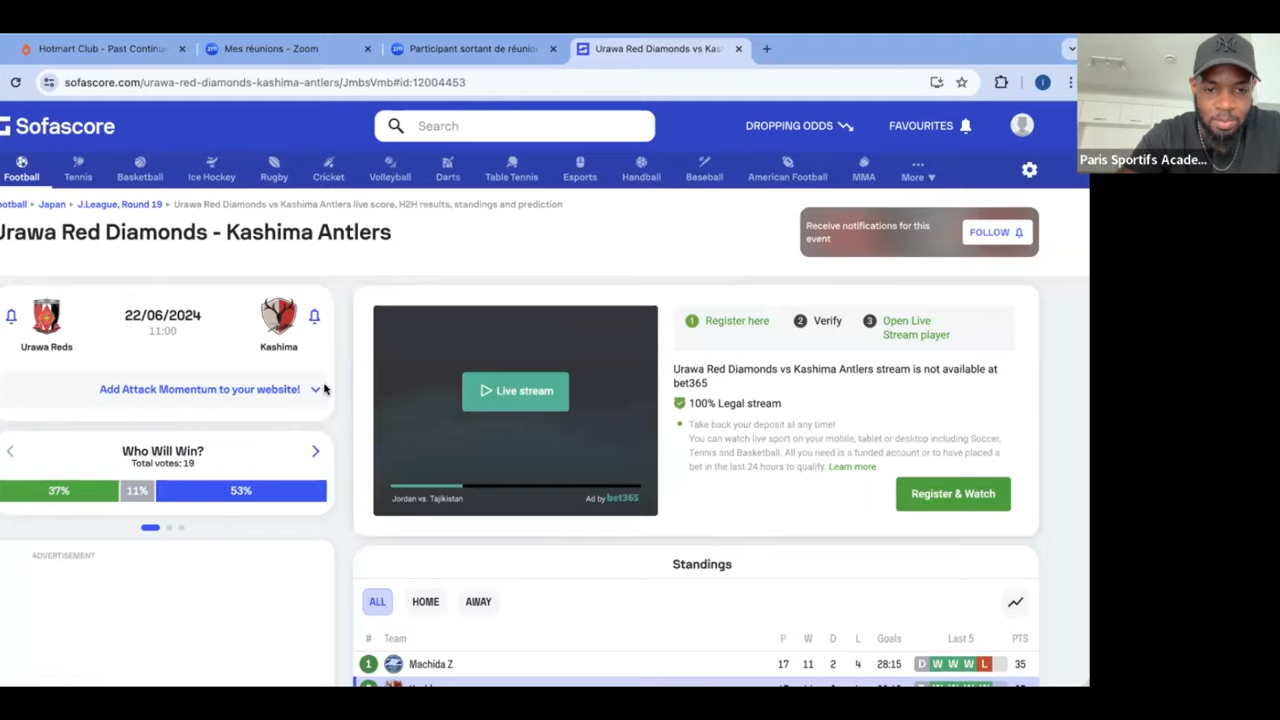 Hotmart Club - Past Continu
Mes réunions - Zoom
Participant sortant de réunio
Urawa Red Diamonds vs Kas
sofascore.com/urawa-red-diamonds-kashima-antlers/JmbsVmb#id:12004453
Sofascore
Search
DROPPING ODDS
FAVOURITES
Football
Tennis
Basketball
Ice Hockey
Rugby
Cricket
Volleyball
Darts
Table Tennis
Esports
Handball
Baseball
American Football
MMA
More
Paris Sportifs Acade...
ootball
Japan
J.League, Round 19
Urawa Red Diamonds vs Kashima Antlers live score, H2H results, standings and prediction
Urawa Red Diamonds - Kashima Antlers
Receive notifications for this
event
FOLLOW
22/06/2024
11:00
Urawa Reds
Kashima
Add Attack Momentum to your website!
Who Will Win?
Total votes: 19
37%
11%
53%
ADVERTISEMENT
Live stream
Jordan vs. Tajikistan
Ad by bet365
1 Register here
2 Verify
3 Open Live
Stream player
Urawa Red Diamonds vs Kashima Antlers stream is not available at
bet365
100% Legal stream
Take back your deposit at any time!
You can watch live sport on your mobile, tablet or desktop including Soccer,
Tennis and Basketball. All you need is a funded account or to have placed a
bet in the last 24 hours to qualify. Learn more
Register & Watch
Standings
ALL
HOME
AWAY
# Team P W D L Goals Last 5 PTS
1 Machida Z 17 11 2 4 28:15 D W W W L 35